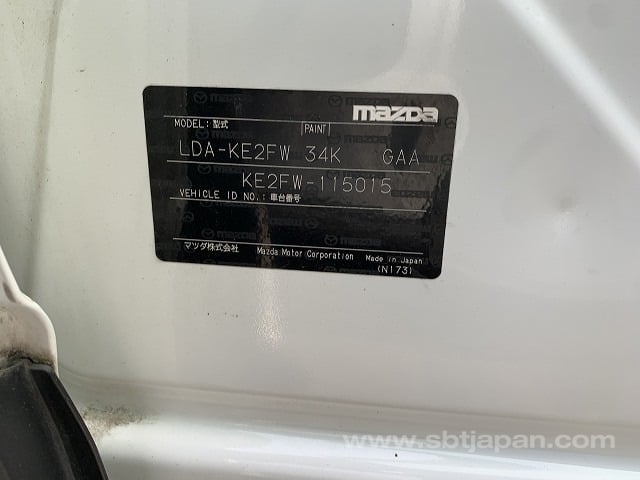 mazda
MODEL:型式 PAINT
LDA-KE2FW 34K GAA
KE2FW-115015
VEHICLE ID NO.:車台番号
マツダ株式会社 Mazda Motor Corporation Made in Japan
(N173)
www.sbtjapan.com